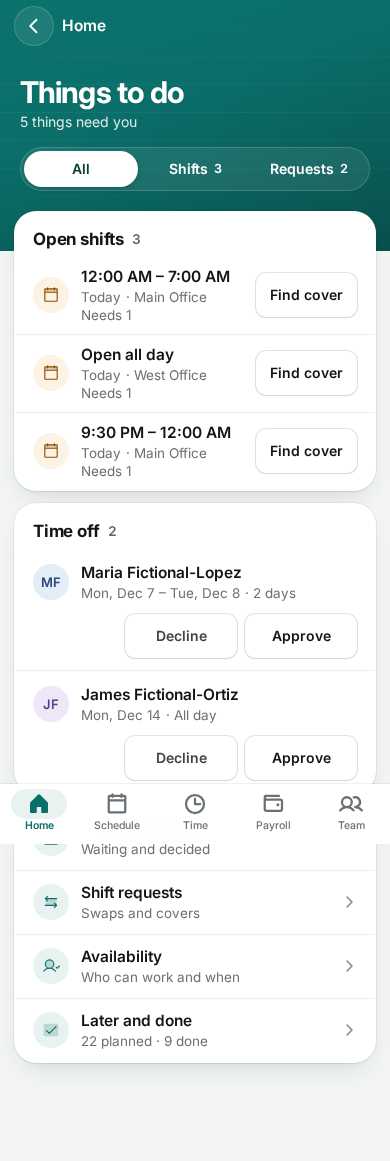 Home
Things to do
5 things need you
All
Shifts 3
Requests 2
Open shifts 3
12:00 AM – 7:00 AM
Today · Main Office
Needs 1
Find cover
Open all day
Today · West Office
Needs 1
Find cover
9:30 PM – 12:00 AM
Today · Main Office
Needs 1
Find cover
Time off 2
MF
Maria Fictional-Lopez
Mon, Dec 7 – Tue, Dec 8 · 2 days
Decline
Approve
JF
James Fictional-Ortiz
Mon, Dec 14 · All day
Decline
Approve
Home
Schedule
Time
Payroll
Team
Waiting and decided
Shift requests
Swaps and covers
Availability
Who can work and when
Later and done
22 planned · 9 done